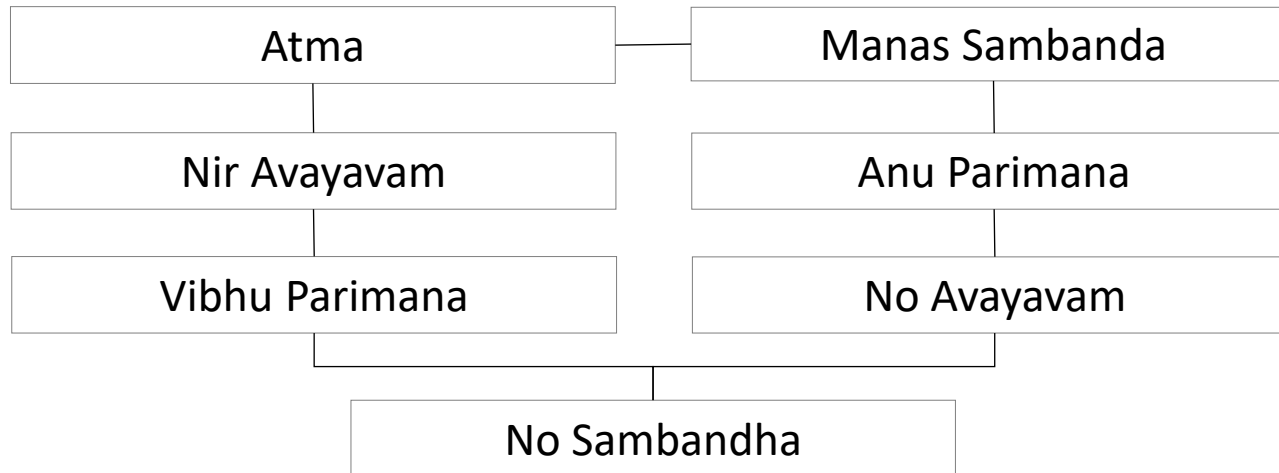 Atma
Manas Sambanda
Nir Avayavam
Anu Parimana
Vibhu Parimana
No Avayavam
No Sambandha